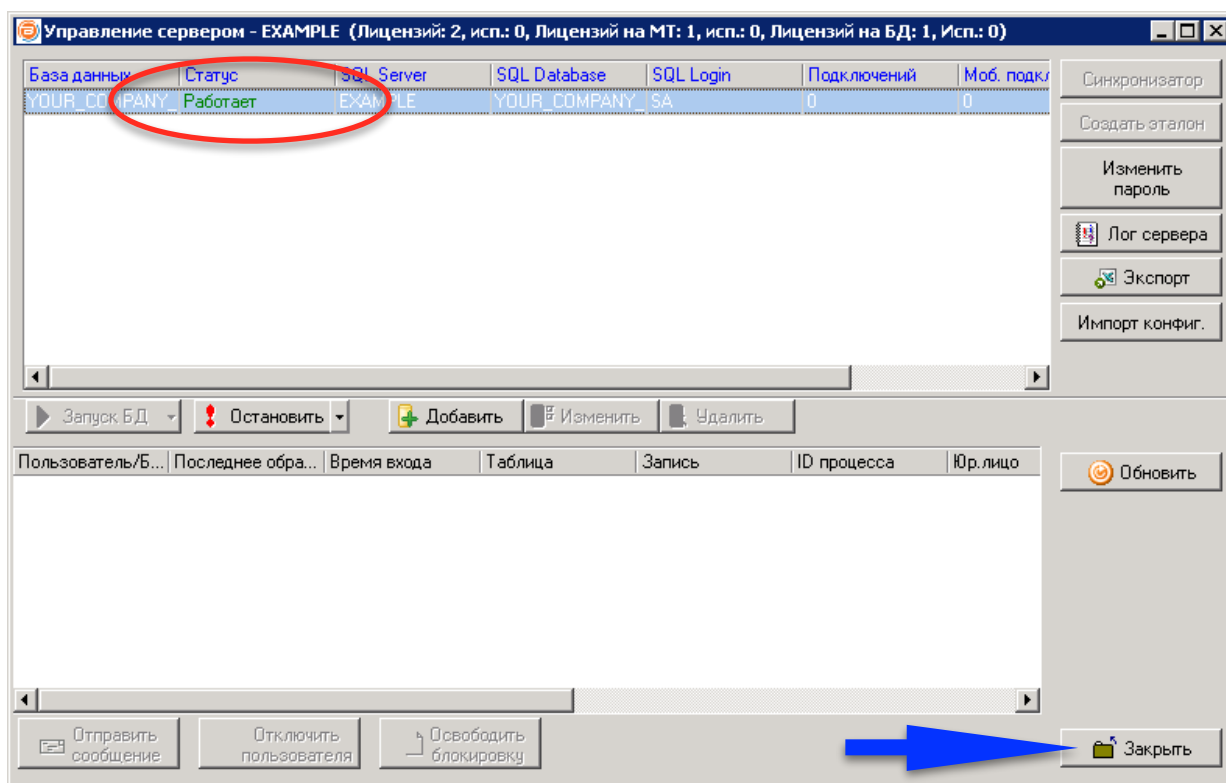 Управление сервером - EXAMPLE (Лицензий: 2, исп.: 0, Лицензий на МТ: 1, исп.: 0, Лицензий на БД: 1, Исп.: 0)
База данных Статус SQL Server SQL Database SQL Login Подключений Моб. подкл
YOUR_COMPANY_ Работает EXAMPLE YOUR_COMPANY_ SA 0 0
Синхронизатор
Создать эталон
Изменить
пароль
Лог сервера
Экспорт
Импорт конфиг.
Запуск БД Остановить Добавить Изменить Удалить
Пользователь/Б... Последнее обра... Время входа Таблица Запись ID процесса Юр.лицо
Обновить
Отправить
сообщение
Отключить
пользователя
Освободить
блокировку
Закрыть